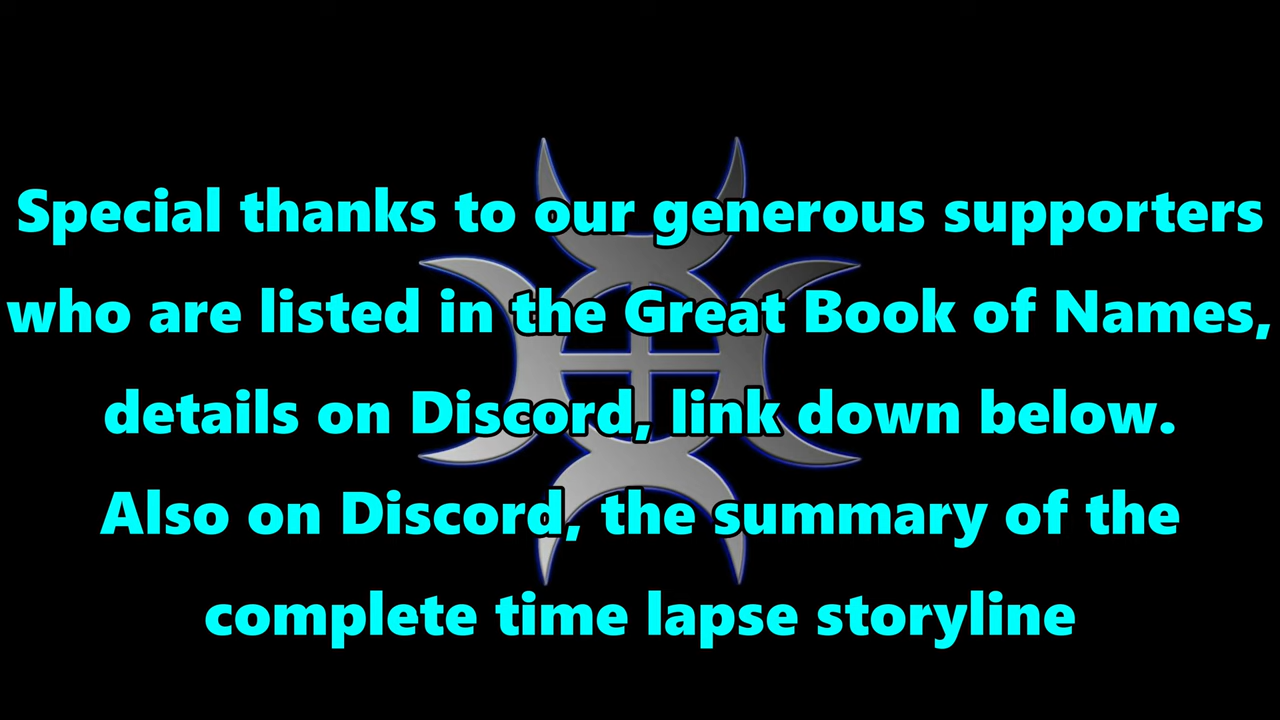 Special thanks to our generous supporters
who are listed in the Great Book of Names,
details on Discord, link down below.
Also on Discord, the summary of the
complete time lapse storyline